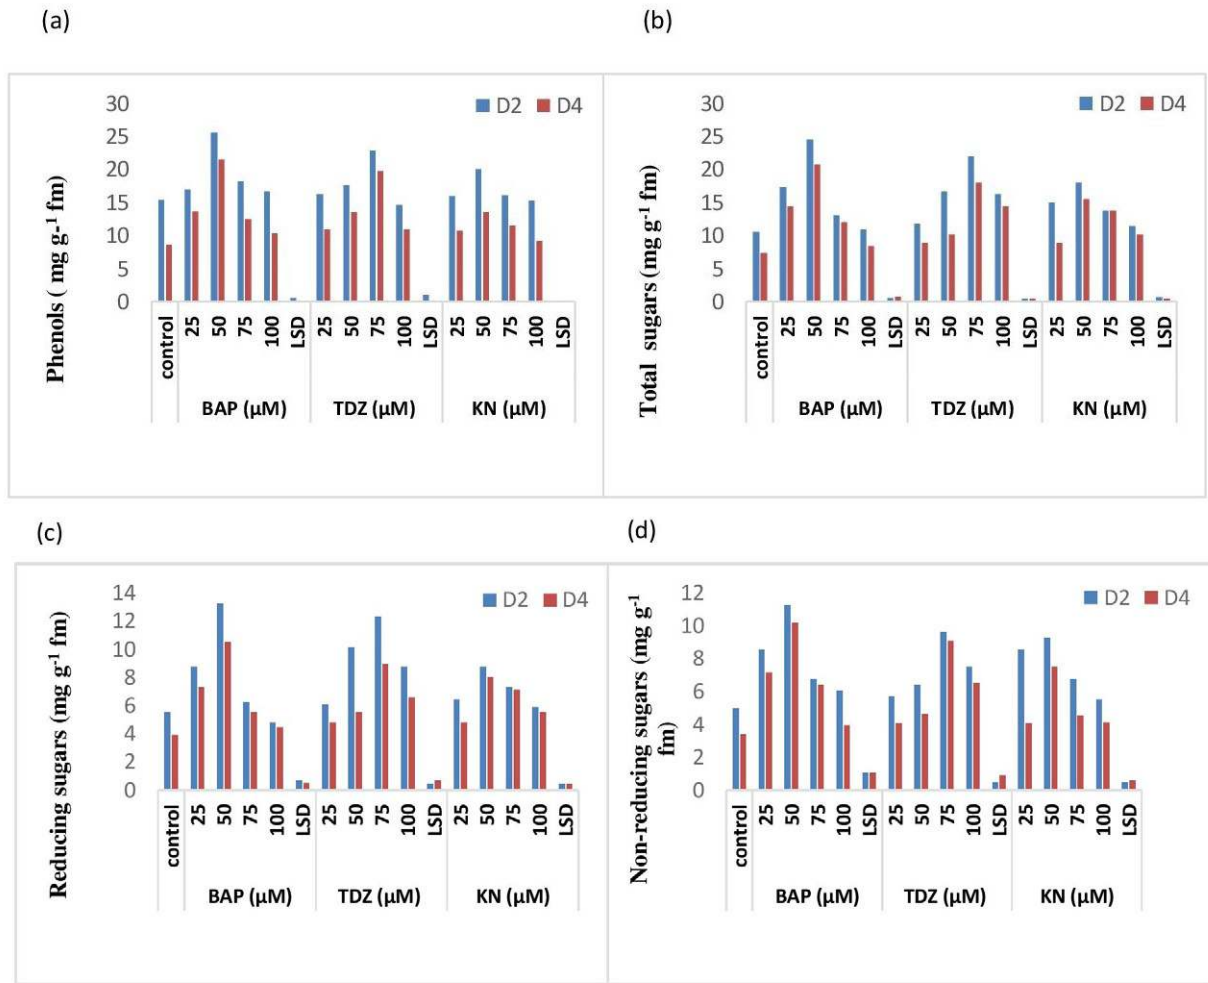 (a)
(b)
D2 D4
30
25
20
15
10
5
0
Phenols ( mg g-¹ fm)
control 25 50 75 100 LSD 25 50 75 100 LSD 25 50 75 100 LSD
BAP (µM) TDZ (µM) KN (µM)
D2 D4
30
25
20
15
10
5
0
Total sugars (mg g⁻¹ fm)
control 25 50 75 100 LSD 25 50 75 100 LSD 25 50 75 100 LSD
BAP (µM) TDZ (µM) KN (µM)
(c)
(d)
D2 D4
14
12
10
8
6
4
2
0
Reducing sugars (mg g⁻¹ fm)
control 25 50 75 100 LSD 25 50 75 100 LSD 25 50 75 100 LSD
BAP (µM) TDZ (µM) KN (µM)
D2 D4
12
10
8
6
4
2
0
Non-reducing sugars (mg g⁻¹
fm)
control 25 50 75 100 LSD 25 50 75 100 LSD 25 50 75 100 LSD
BAP (µM) TDZ (µM) KN (µM)